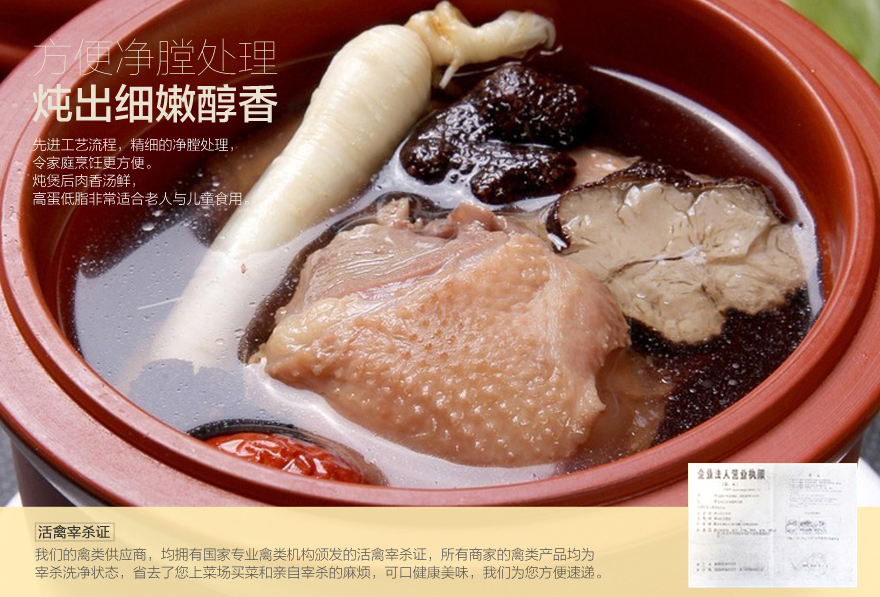 方便净膛处理
炖出细嫩醇香
先进工艺流程，精细的净膛处理，
令家庭烹饪更方便。
炖煲后肉香汤鲜，
高蛋低脂非常适合老人与儿童食用。
企业法人营业执照
活禽宰杀证
我们的禽类供应商，均拥有国家专业禽类机构颁发的活禽宰杀证，所有商家的禽类产品均为
宰杀洗净状态，省去了您上菜场买菜和亲自宰杀的麻烦，可口健康美味，我们为您方便速递。